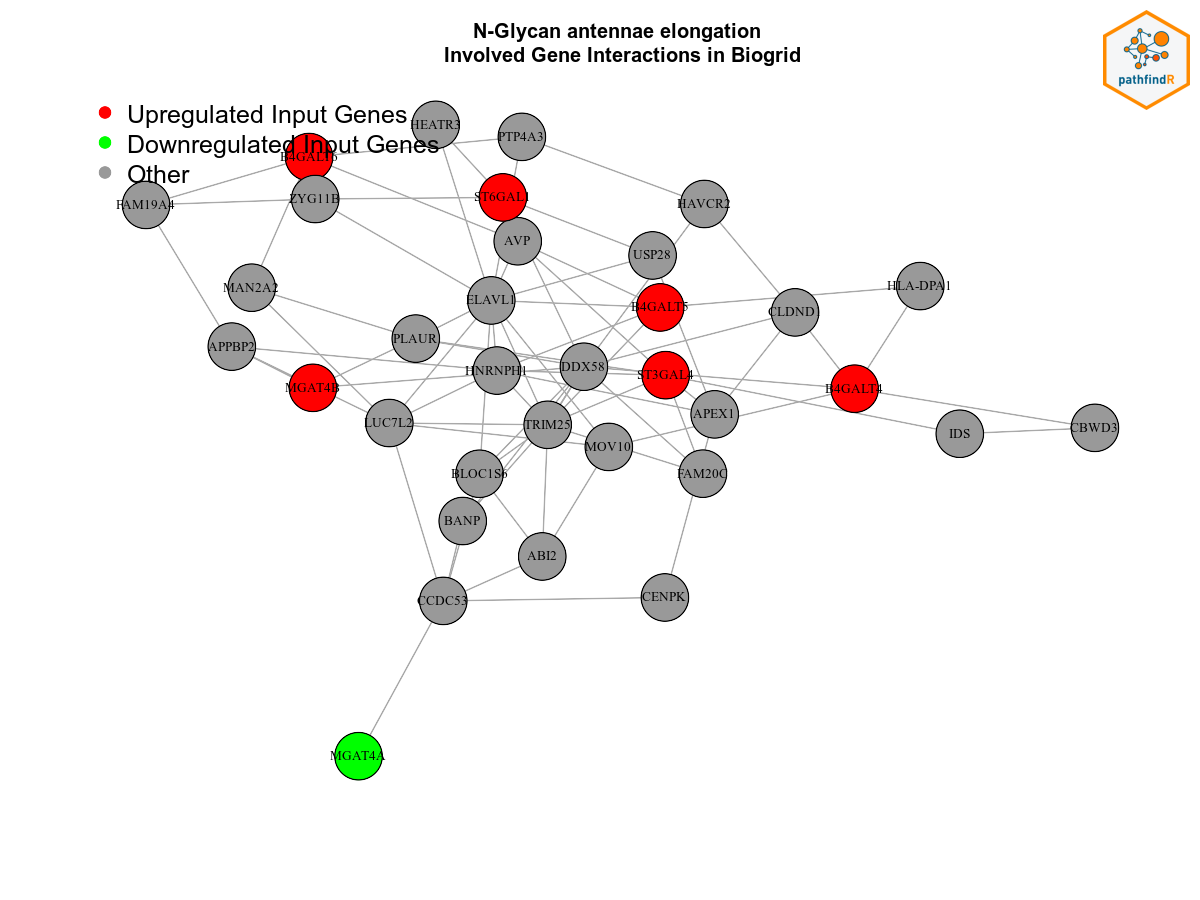 N-Glycan antennae elongation
Involved Gene Interactions in Biogrid
pathfindR
Upregulated Input Genes
Downregulated Input Genes
Other
HEATR3
PTP4A3
FAM19A4
ZYG11B
ST6GAL1
HAVCR2
AVP
USP28
MAN2A2
ELAVL1
B4GALT5
CLDND1
HLA-DPA1
APPBP2
PLAUR
HNRNPH1
DDX58
ST3GAL4
MGAT4B
B4GALT4
LUC7L2
TRIM25
APEX1
MOV10
IDS
CBWD3
BLOC1S6
FAM20C
BANP
ABI2
CCDC53
CENPK
MGAT4A